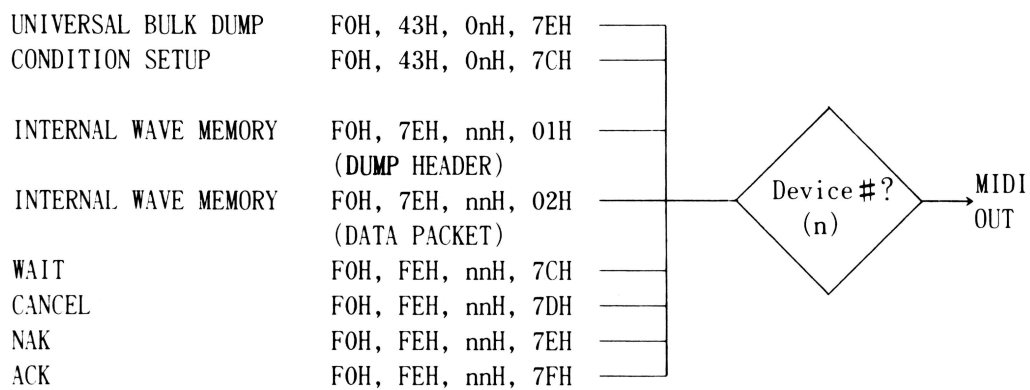 UNIVERSAL BULK DUMP F0H, 43H, 0nH, 7EH
CONDITION SETUP F0H, 43H, 0nH, 7CH
INTERNAL WAVE MEMORY F0H, 7EH, nnH, 01H
(DUMP HEADER)
INTERNAL WAVE MEMORY F0H, 7EH, nnH, 02H
(DATA PACKET)
WAIT F0H, FEH, nnH, 7CH
CANCEL F0H, FEH, nnH, 7DH
NAK F0H, FEH, nnH, 7EH
ACK F0H, FEH, nnH, 7FH
Device#?
(n)
MIDI
OUT